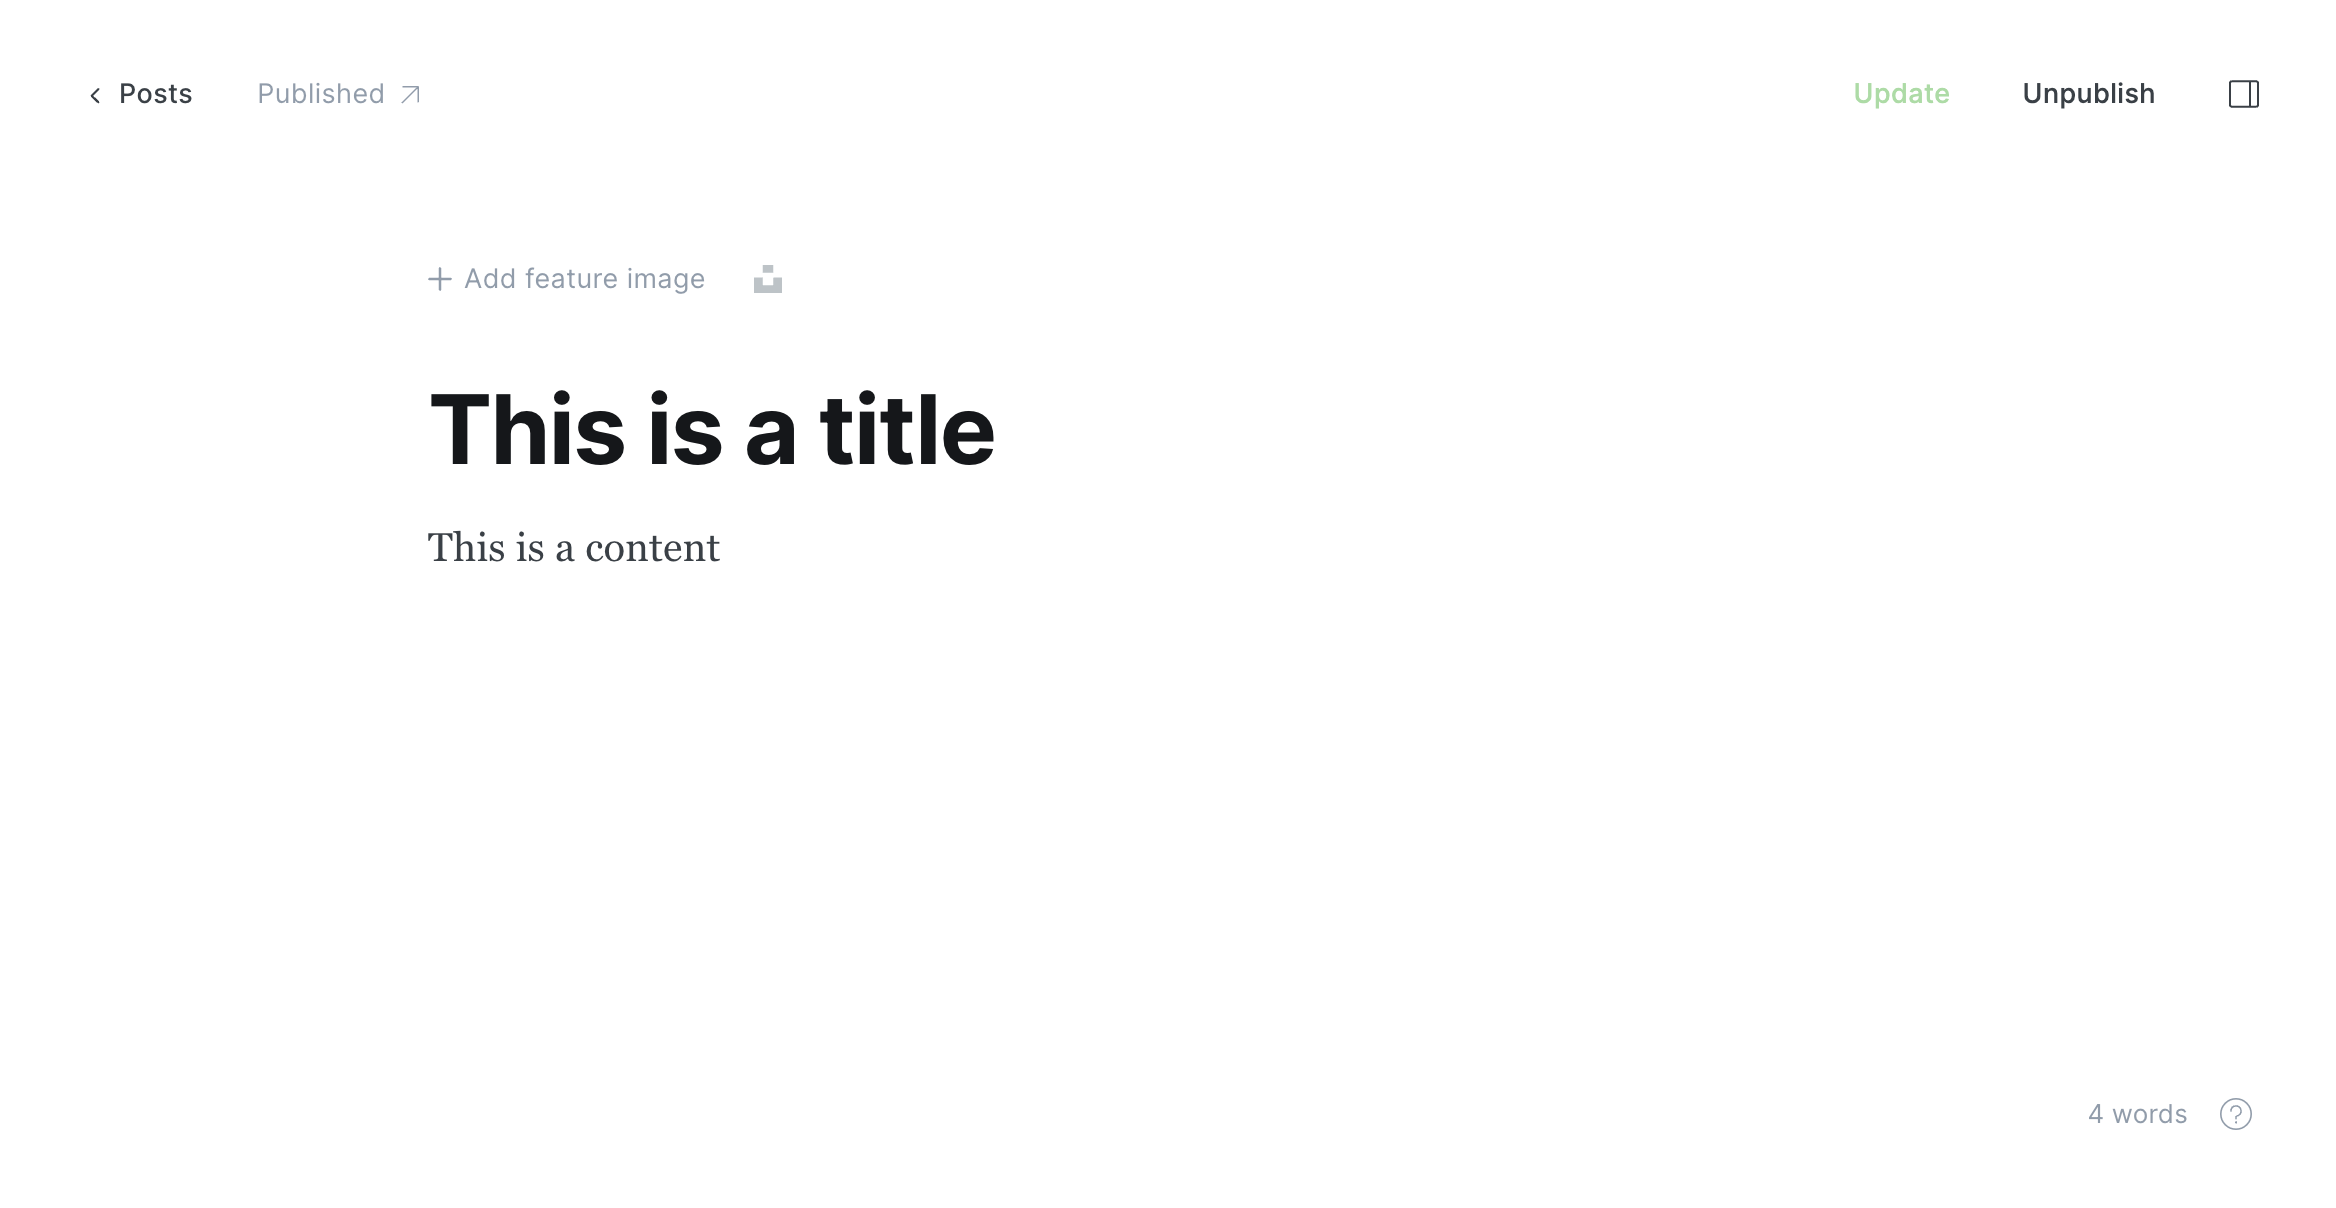 Posts
Published
Update
Unpublish
Add feature image
This is a title
This is a content
4 words
?